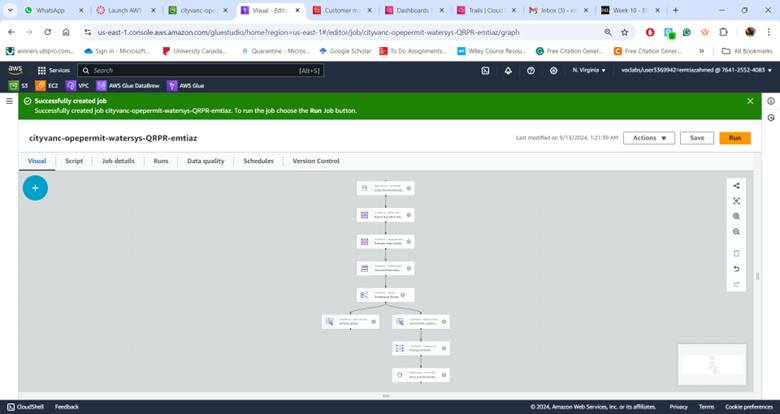 WhatsApp
Launch AWS
cityvanc-op
Visual - Edito
Customer m
Dashboards |
Trails | Cloud
Inbox (3) - e
Week 10 - B
us-east-1.console.aws.amazon.com/gluestudio/home?region=us-east-1#/editor/job/cityvanc-opepermit-watersys-QRPR-emtiaz/graph
winners.ultipro.com...
Sign in - Microsoft...
University Canada...
Quarantine - Micros...
Google Scholar
To Do Assignments...
Wiley Course Resou...
Free Citation Gener...
Free Citation Gener...
All Bookmarks
aws
Services
Search
[Alt+S]
N. Virginia
voclabs/user3369942=emtiazahmed @ 7641-2552-4083
S3
EC2
VPC
AWS Glue DataBrew
AWS Glue
Successfully created job
Successfully created job cityvanc-opepermit-watersys-QRPR-emtiaz. To run the job choose the Run Job button.
cityvanc-opepermit-watersys-QRPR-emtiaz
Last modified on 9/13/2024, 1:21:39 AM
Actions
Save
Run
Visual
Script
Job details
Runs
Data quality
Schedules
Version Control
Conditional Router
default_group
Change Schema
CloudShell
Feedback
© 2024, Amazon Web Services, Inc. or its affiliates.
Privacy
Terms
Cookie preferences